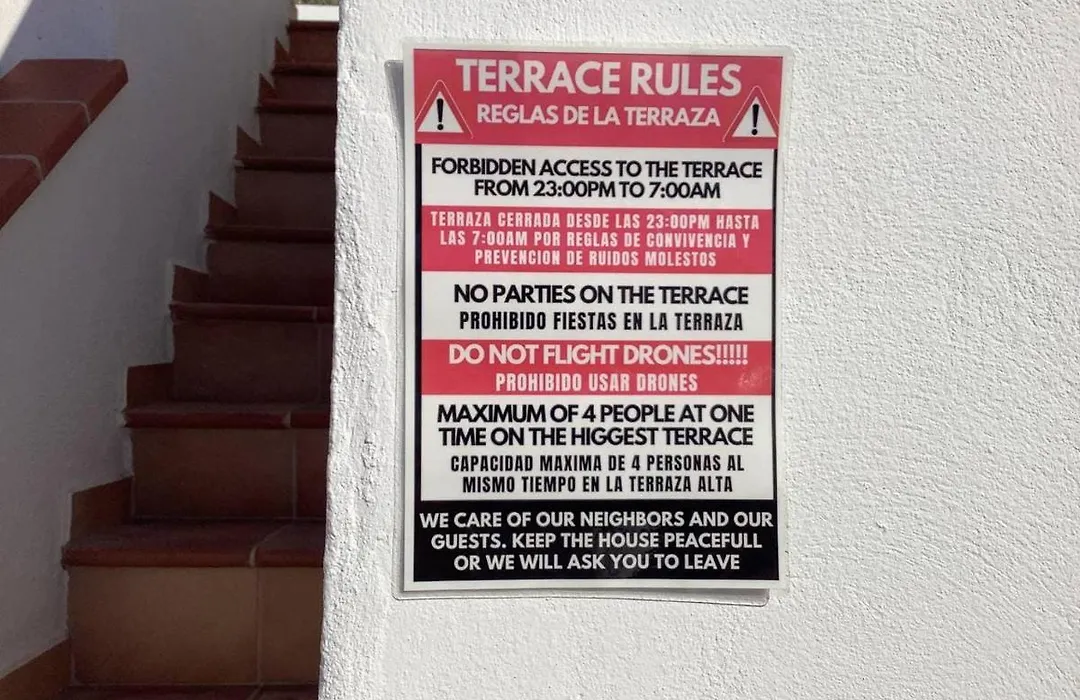 TERRACE RULES
REGLAS DE LA TERRAZA
FORBIDDEN ACCESS TO THE TERRACE
FROM 23:00PM TO 7:00AM
TERRAZA CERRADA DESDE LAS 23:00PM HASTA
LAS 7:00AM POR REGLAS DE CONVIVENCIA Y
PREVENCION DE RUIDOS MOLESTOS
NO PARTIES ON THE TERRACE
PROHIBIDO FIESTAS EN LA TERRAZA
DO NOT FLIGHT DRONES!!!!!
PROHIBIDO USAR DRONES
MAXIMUM OF 4 PEOPLE AT ONE
TIME ON THE HIGGEST TERRACE
CAPACIDAD MAXIMA DE 4 PERSONAS AL
MISMO TIEMPO EN LA TERRAZA ALTA
WE CARE OF OUR NEIGHBORS AND OUR
GUESTS. KEEP THE HOUSE PEACEFULL
OR WE WILL ASK YOU TO LEAVE